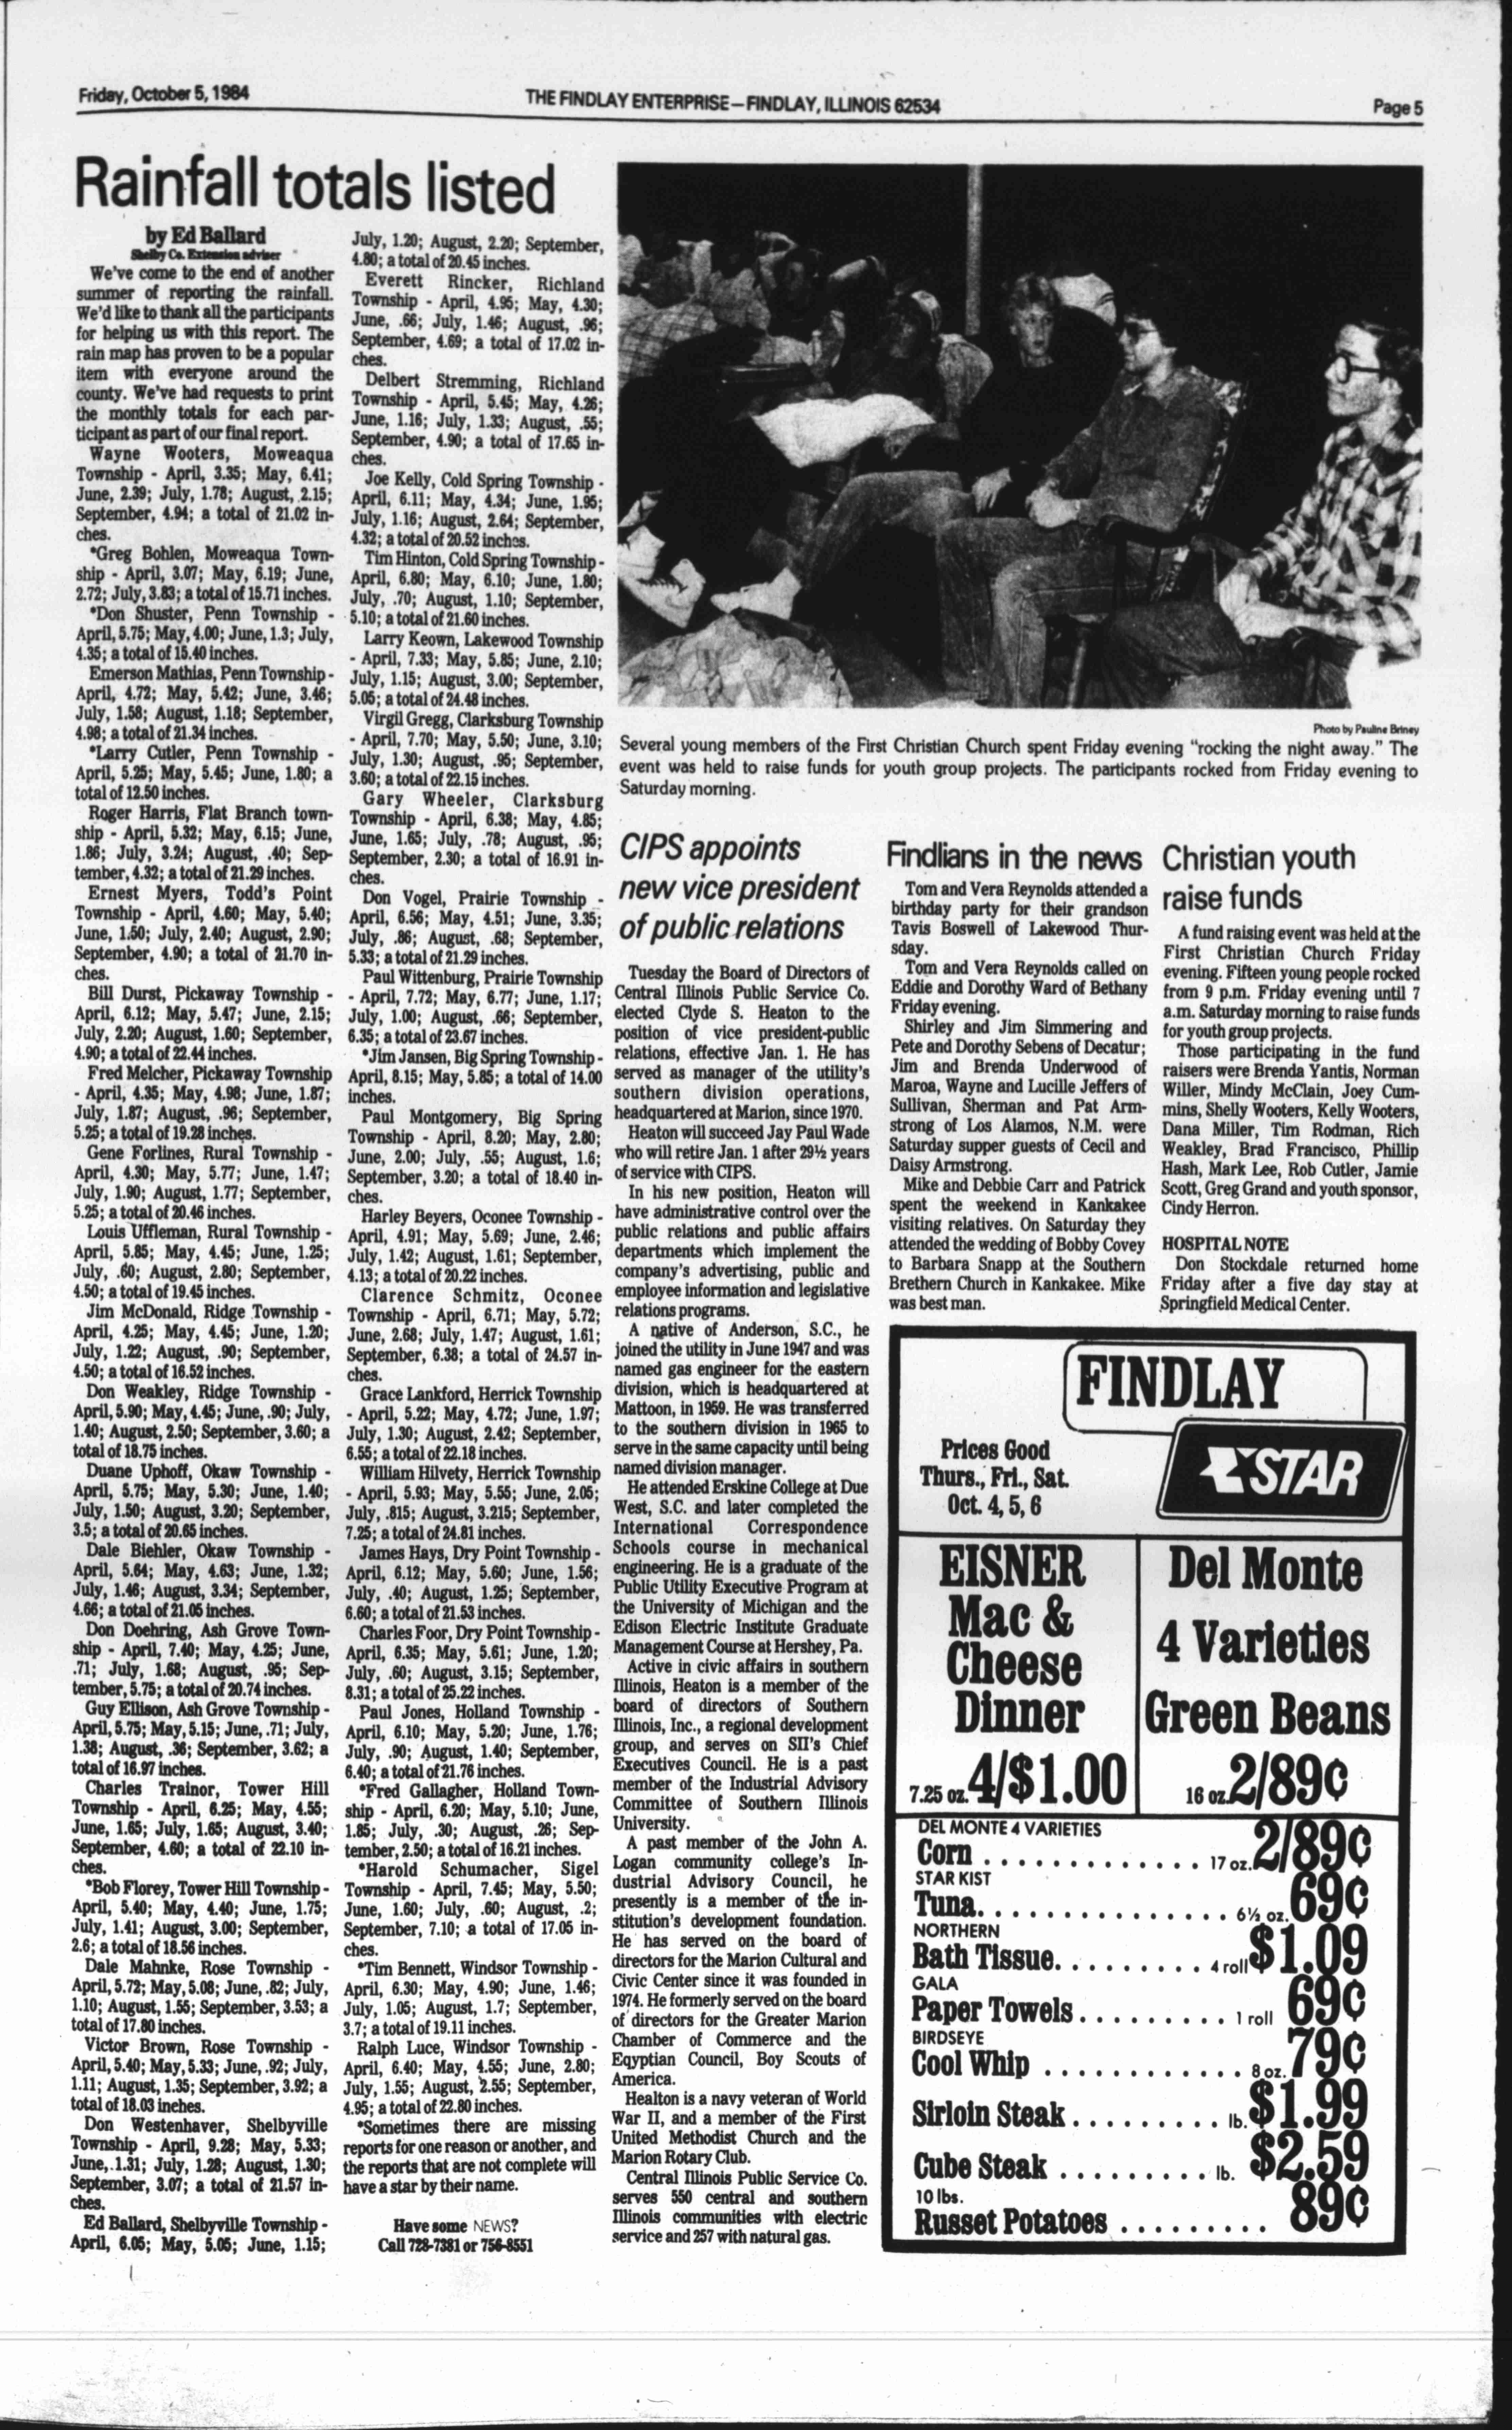 Friday, October 5, 1984
THE FINDLAY ENTERPRISE—FINDLAY, ILLINOIS 62534
Page 5
Rainfall totals listed
by Ed Ballard
Shelby Co. Extension adviser
We've come to the end of another
summer of reporting the rainfall.
We'd like to thank all the participants
for helping us with this report. The
rain map has proven to be a popular
item with everyone around the
county. We've had requests to print
the monthly totals for each par-
ticipant as part of our final report.
Wayne Wooters, Moweaqua
Township - April, 3.35; May, 6.41;
June, 2.39; July, 1.78; August, 2.15;
September, 4.94; a total of 21.02 in-
ches.
*Greg Bohlen, Moweaqua Town-
ship - April, 3.07; May, 6.19; June,
2.72; July, 3.83; a total of 15.71 inches.
*Don Shuster, Penn Township -
April, 5.75; May, 4.00; June, 1.3; July,
4.35; a total of 15.40 inches.
Emerson Mathias, Penn Township -
April, 4.72; May, 5.42; June, 3.46;
July, 1.58; August, 1.18; September,
4.98; a total of 21.34 inches.
*Larry Cutler, Penn Township -
April, 5.25; May, 5.45; June, 1.80; a
total of 12.50 inches.
Roger Harris, Flat Branch town-
ship - April, 5.32; May, 6.15; June,
1.86; July, 3.24; August, .40; Sep-
tember, 4.32; a total of 21.29 inches.
Ernest Myers, Todd's Point
Township - April, 4.60; May, 5.40;
June, 1.50; July, 2.40; August, 2.90;
September, 4.90; a total of 21.70 in-
ches.
Bill Durst, Pickaway Township -
April, 6.12; May, 5.47; June, 2.15;
July, 2.20; August, 1.60; September,
4.90; a total of 22.44 inches.
Fred Melcher, Pickaway Township
- April, 4.35; May, 4.98; June, 1.87;
July, 1.87; August, .96; September,
5.25; a total of 19.28 inches.
Gene Forlines, Rural Township -
April, 4.30; May, 5.77; June, 1.47;
July, 1.90; August, 1.77; September,
5.25; a total of 20.46 inches.
Louis Uffleman, Rural Township -
April, 5.85; May, 4.45; June, 1.25;
July, .60; August, 2.80; September,
4.50; a total of 19.45 inches.
Jim McDonald, Ridge Township -
April, 4.25; May, 4.45; June, 1.20;
July, 1.22; August, .90; September,
4.50; a total of 16.52 inches.
Don Weakley, Ridge Township -
April, 5.90; May, 4.45; June, .90; July,
1.40; August, 2.50; September, 3.60; a
total of 18.75 inches.
Duane Uphoff, Okaw Township -
April, 5.75; May, 5.30; June, 1.40;
July, 1.50; August, 3.20; September,
3.5; a total of 20.65 inches.
Dale Biehler, Okaw Township -
April, 5.64; May, 4.63; June, 1.32;
July, 1.46; August, 3.34; September,
4.66; a total of 21.05 inches.
Don Doehring, Ash Grove Town-
ship - April, 7.40; May, 4.25; June,
.71; July, 1.68; August, .95; Sep-
tember, 5.75; a total of 20.74 inches.
Guy Ellison, Ash Grove Township -
April, 5.75; May, 5.15; June, .71; July,
1.38; August, .36; September, 3.62; a
total of 16.97 inches.
Charles Trainor, Tower Hill
Township - April, 6.25; May, 4.55;
June, 1.65; July, 1.65; August, 3.40;
September, 4.60; a total of 22.10 in-
ches.
*Bob Florey, Tower Hill Township -
April, 5.40; May, 4.40; June, 1.75;
July, 1.41; August, 3.00; September,
2.6; a total of 18.56 inches.
Dale Mahnke, Rose Township -
April, 5.72; May, 5.08; June, .82; July,
1.10; August, 1.55; September, 3.53; a
total of 17.80 inches.
Victor Brown, Rose Township -
April, 5.40; May, 5.33; June, .92; July,
1.11; August, 1.35; September, 3.92; a
total of 18.03 inches.
Don Westenhaver, Shelbyville
Township - April, 9.28; May, 5.33;
June, 1.31; July, 1.28; August, 1.30;
September, 3.07; a total of 21.57 in-
ches.
Ed Ballard, Shelbyville Township -
April, 6.05; May, 5.05; June, 1.15;
July, 1.20; August, 2.20; September,
4.80; a total of 20.45 inches.
Everett Rincker, Richland
Township - April, 4.95; May, 4.30;
June, .66; July, 1.46; August, .96;
September, 4.69; a total of 17.02 in-
ches.
Delbert Stremming, Richland
Township - April, 5.45; May, 4.26;
June, 1.16; July, 1.33; August, .55;
September, 4.90; a total of 17.65 in-
ches.
Joe Kelly, Cold Spring Township -
April, 6.11; May, 4.34; June, 1.95;
July, 1.16; August, 2.64; September,
4.32; a total of 20.52 inches.
Tim Hinton, Cold Spring Township -
April, 6.80; May, 6.10; June, 1.80;
July, .70; August, 1.10; September,
5.10; a total of 21.60 inches.
Larry Keown, Lakewood Township
- April, 7.33; May, 5.85; June, 2.10;
July, 1.15; August, 3.00; September,
5.05; a total of 24.48 inches.
Virgil Gregg, Clarksburg Township
- April, 7.70; May, 5.50; June, 3.10;
July, 1.30; August, .95; September,
3.60; a total of 22.15 inches.
Gary Wheeler, Clarksburg
Township - April, 6.38; May, 4.85;
June, 1.65; July, .78; August, .95;
September, 2.30; a total of 16.91 in-
ches.
Don Vogel, Prairie Township -
April, 6.56; May, 4.51; June, 3.35;
July, .86; August, .68; September,
5.33; a total of 21.29 inches.
Paul Wittenburg, Prairie Township
- April, 7.72; May, 6.77; June, 1.17;
July, 1.00; August, .66; September,
6.35; a total of 23.67 inches.
*Jim Jansen, Big Spring Township -
April, 8.15; May, 5.85; a total of 14.00
inches.
Paul Montgomery, Big Spring
Township - April, 8.20; May, 2.80;
June, 2.00; July, .55; August, 1.6;
September, 3.20; a total of 18.40 in-
ches.
Harley Beyers, Oconee Township -
April, 4.91; May, 5.69; June, 2.46;
July, 1.42; August, 1.61; September,
4.13; a total of 20.22 inches.
Clarence Schmitz, Oconee
Township - April, 6.71; May, 5.72;
June, 2.68; July, 1.47; August, 1.61;
September, 6.38; a total of 24.57 in-
ches.
Grace Lankford, Herrick Township
- April, 5.22; May, 4.72; June, 1.97;
July, 1.30; August, 2.42; September,
6.55; a total of 22.18 inches.
William Hilvety, Herrick Township
- April, 5.93; May, 5.55; June, 2.05;
July, .815; August, 3.215; September,
7.25; a total of 24.81 inches.
James Hays, Dry Point Township -
April, 6.12; May, 5.60; June, 1.56;
July, .40; August, 1.25; September,
6.60; a total of 21.53 inches.
Charles Foor, Dry Point Township -
April, 6.35; May, 5.61; June, 1.20;
July, .60; August, 3.15; September,
8.31; a total of 25.22 inches.
Paul Jones, Holland Township -
April, 6.10; May, 5.20; June, 1.76;
July, .90; August, 1.40; September,
6.40; a total of 21.76 inches.
*Fred Gallagher, Holland Town-
ship - April, 6.20; May, 5.10; June,
1.85; July, .30; August, .26; Sep-
tember, 2.50; a total of 16.21 inches.
*Harold Schumacher, Sigel
Township - April, 7.45; May, 5.50;
June, 1.60; July, .60; August, .2;
September, 7.10; a total of 17.05 in-
ches.
*Tim Bennett, Windsor Township -
April, 6.30; May, 4.90; June, 1.46;
July, 1.05; August, 1.7; September,
3.7; a total of 19.11 inches.
Ralph Luce, Windsor Township -
April, 6.40; May, 4.55; June, 2.80;
July, 1.55; August, 2.55; September,
4.95; a total of 22.80 inches.
*Sometimes there are missing
reports for one reason or another, and
the reports that are not complete will
have a star by their name.
Have some NEWS?
Call 728-7381 or 756-8551
Photo by Pauline Briney
Several young members of the First Christian Church spent Friday evening "rocking the night away." The
event was held to raise funds for youth group projects. The participants rocked from Friday evening to
Saturday morning.
CIPS appoints
new vice president
of public relations
Tuesday the Board of Directors of
Central Illinois Public Service Co.
elected Clyde S. Heaton to the
position of vice president-public
relations, effective Jan. 1. He has
served as manager of the utility's
southern division operations,
headquartered at Marion, since 1970.
Heaton will succeed Jay Paul Wade
who will retire Jan. 1 after 29½ years
of service with CIPS.
In his new position, Heaton will
have administrative control over the
public relations and public affairs
departments which implement the
company's advertising, public and
employee information and legislative
relations programs.
A native of Anderson, S.C., he
joined the utility in June 1947 and was
named gas engineer for the eastern
division, which is headquartered at
Mattoon, in 1959. He was transferred
to the southern division in 1965 to
serve in the same capacity until being
named division manager.
He attended Erskine College at Due
West, S.C. and later completed the
International Correspondence
Schools course in mechanical
engineering. He is a graduate of the
Public Utility Executive Program at
the University of Michigan and the
Edison Electric Institute Graduate
Management Course at Hershey, Pa.
Active in civic affairs in southern
Illinois, Heaton is a member of the
board of directors of Southern
Illinois, Inc., a regional development
group, and serves on SII's Chief
Executives Council. He is a past
member of the Industrial Advisory
Committee of Southern Illinois
University.
A past member of the John A.
Logan community college's In-
dustrial Advisory Council, he
presently is a member of the in-
stitution's development foundation.
He has served on the board of
directors for the Marion Cultural and
Civic Center since it was founded in
1974. He formerly served on the board
of directors for the Greater Marion
Chamber of Commerce and the
Eqyptian Council, Boy Scouts of
America.
Healton is a navy veteran of World
War II, and a member of the First
United Methodist Church and the
Marion Rotary Club.
Central Illinois Public Service Co.
serves 550 central and southern
Illinois communities with electric
service and 257 with natural gas.
Findlians in the news
Tom and Vera Reynolds attended a
birthday party for their grandson
Tavis Boswell of Lakewood Thur-
sday.
Tom and Vera Reynolds called on
Eddie and Dorothy Ward of Bethany
Friday evening.
Shirley and Jim Simmering and
Pete and Dorothy Sebens of Decatur;
Jim and Brenda Underwood of
Maroa, Wayne and Lucille Jeffers of
Sullivan, Sherman and Pat Arm-
strong of Los Alamos, N.M. were
Saturday supper guests of Cecil and
Daisy Armstrong.
Mike and Debbie Carr and Patrick
spent the weekend in Kankakee
visiting relatives. On Saturday they
attended the wedding of Bobby Covey
to Barbara Snapp at the Southern
Brethern Church in Kankakee. Mike
was best man.
Christian youth
raise funds
A fund raising event was held at the
First Christian Church Friday
evening. Fifteen young people rocked
from 9 p.m. Friday evening until 7
a.m. Saturday morning to raise funds
for youth group projects.
Those participating in the fund
raisers were Brenda Yantis, Norman
Willer, Mindy McClain, Joey Cum-
mins, Shelly Wooters, Kelly Wooters,
Dana Miller, Tim Rodman, Rich
Weakley, Brad Francisco, Phillip
Hash, Mark Lee, Rob Cutler, Jamie
Scott, Greg Grand and youth sponsor,
Cindy Herron.
HOSPITAL NOTE
Don Stockdale returned home
Friday after a five day stay at
Springfield Medical Center.
FINDLAY
STAR
Prices Good
Thurs., Fri., Sat.
Oct. 4, 5, 6
EISNER
Mac &
Cheese
Dinner
7.25 oz. 4/$1.00
Del Monte
4 Varieties
Green Beans
16 oz. 2/89¢
DEL MONTE 4 VARIETIES
Corn . . . . . . . . . . . . . 17 oz. 2/89¢
STAR KIST
Tuna. . . . . . . . . . . . . . . 6½ oz. 69¢
NORTHERN
Bath Tissue. . . . . . . . . 4 roll $1.09
GALA
Paper Towels . . . . . . . . . 1 roll 69¢
BIRDSEYE
Cool Whip . . . . . . . . . . . . 8 oz. 79¢
Sirloin Steak . . . . . . . . . lb. $1.99
Cube Steak . . . . . . . . . lb. $2.59
10 lbs.
Russet Potatoes . . . . . . . . . 89¢